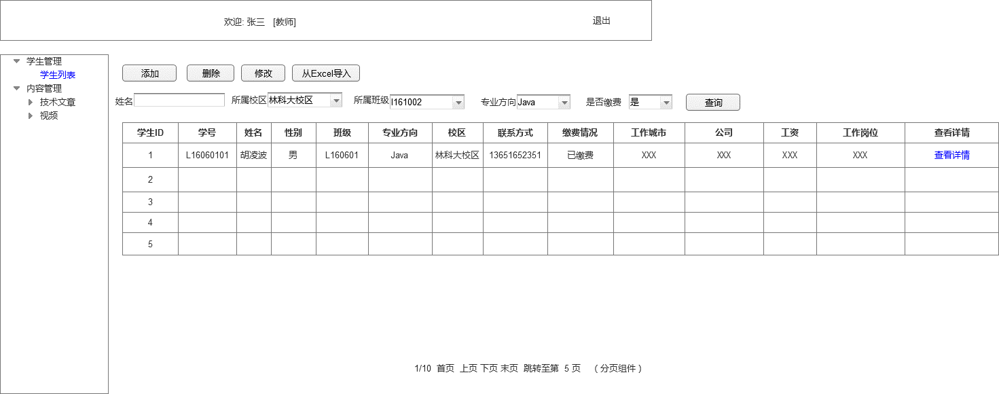 欢迎: 张三 [教师]
退出
学生管理
学生列表
内容管理
技术文章
视频
添加 删除 修改 从Excel导入
姓名 所属校区 林科大校区 所属班级 l161002 专业方向 Java 是否缴费 是 查询
学生ID 学号 姓名 性别 班级 专业方向 校区 联系方式 缴费情况 工作城市 公司 工资 工作岗位 查看详情
1 L16060101 胡凌波 男 L160601 Java 林科大校区 13651652351 已缴费 XXX XXX XXX XXX 查看详情
2
3
4
5
1/10 首页 上页 下页 末页 跳转至第 5 页 ( 分页组件 )